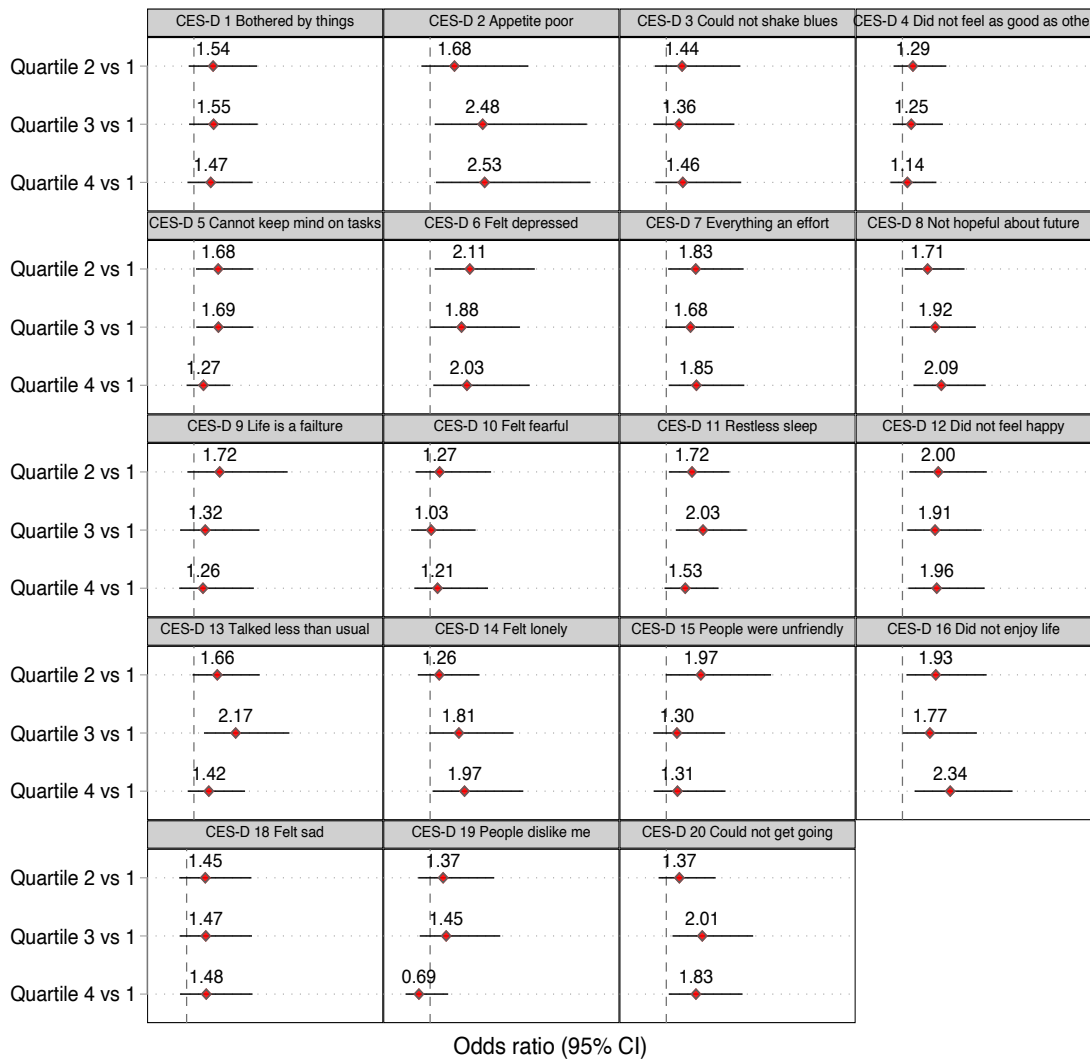 CES-D 1 Bothered by things CES-D 2 Appetite poor CES-D 3 Could not shake blues CES-D 4 Did not feel as good as othe
Quartile 2 vs 1 1.54 1.68 1.44 1.29
Quartile 3 vs 1 1.55 2.48 1.36 1.25
Quartile 4 vs 1 1.47 2.53 1.46 1.14
CES-D 5 Cannot keep mind on tasks CES-D 6 Felt depressed CES-D 7 Everything an effort CES-D 8 Not hopeful about future
Quartile 2 vs 1 1.68 2.11 1.83 1.71
Quartile 3 vs 1 1.69 1.88 1.68 1.92
Quartile 4 vs 1 1.27 2.03 1.85 2.09
CES-D 9 Life is a failture CES-D 10 Felt fearful CES-D 11 Restless sleep CES-D 12 Did not feel happy
Quartile 2 vs 1 1.72 1.27 1.72 2.00
Quartile 3 vs 1 1.32 1.03 2.03 1.91
Quartile 4 vs 1 1.26 1.21 1.53 1.96
CES-D 13 Talked less than usual CES-D 14 Felt lonely CES-D 15 People were unfriendly CES-D 16 Did not enjoy life
Quartile 2 vs 1 1.66 1.26 1.97 1.93
Quartile 3 vs 1 2.17 1.81 1.30 1.77
Quartile 4 vs 1 1.42 1.97 1.31 2.34
CES-D 18 Felt sad CES-D 19 People dislike me CES-D 20 Could not get going
Quartile 2 vs 1 1.45 1.37 1.37
Quartile 3 vs 1 1.47 1.45 2.01
Quartile 4 vs 1 1.48 0.69 1.83
Odds ratio (95% CI)